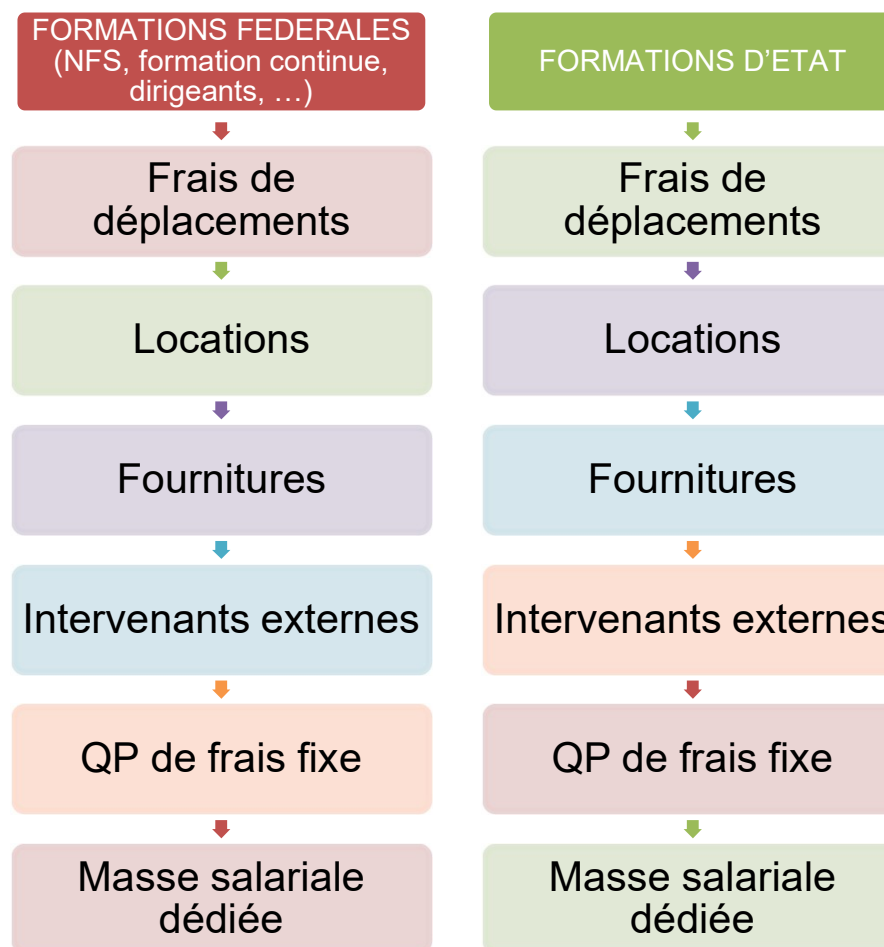 FORMATIONS FEDERALES
(NFS, formation continue,
dirigeants, …)
Frais de
déplacements
Locations
Fournitures
Intervenants externes
QP de frais fixe
Masse salariale
dédiée
FORMATIONS D’ETAT
Frais de
déplacements
Locations
Fournitures
Intervenants externes
QP de frais fixe
Masse salariale
dédiée